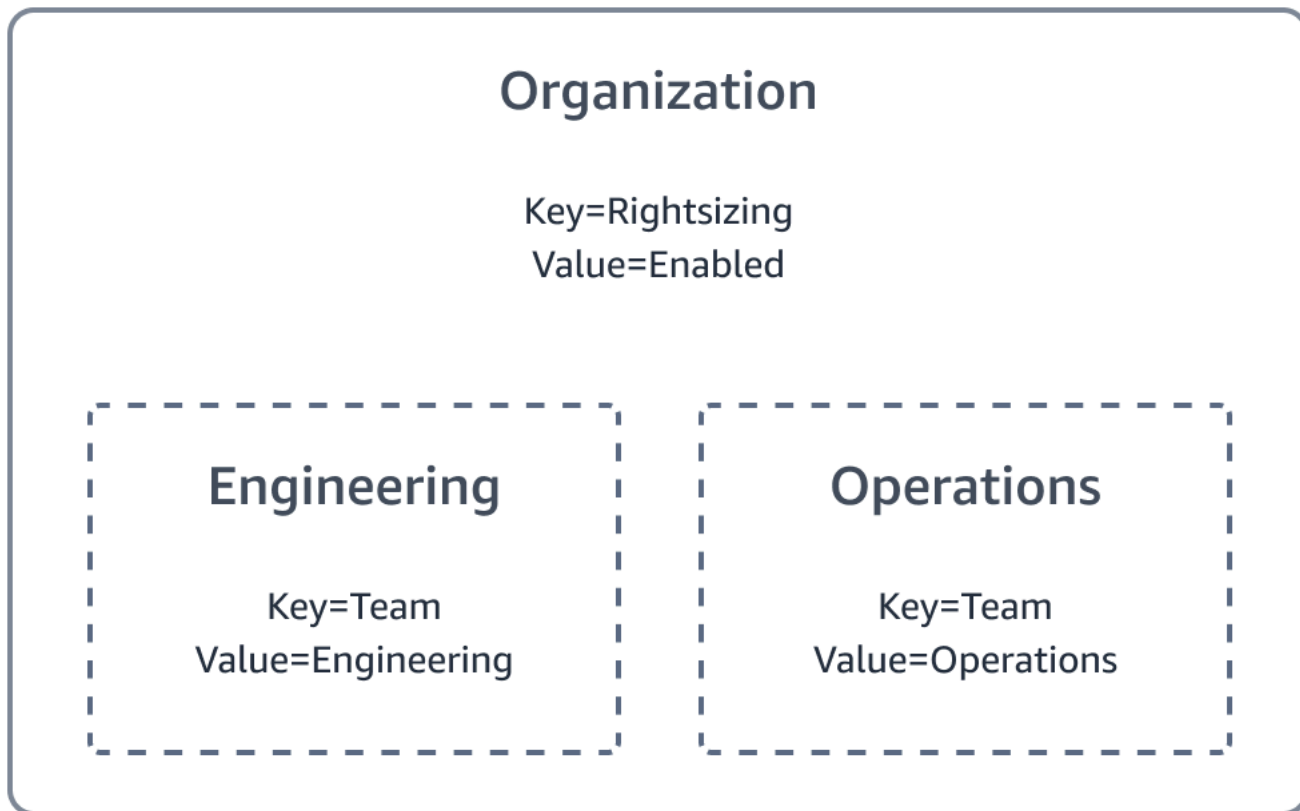 Organization
Key=Rightsizing
Value=Enabled
Engineering
Key=Team
Value=Engineering
Operations
Key=Team
Value=Operations